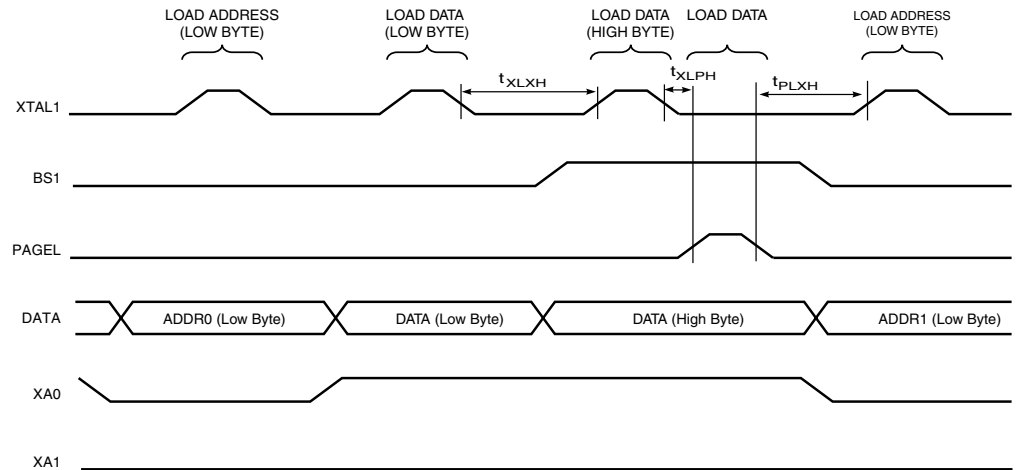 LOAD ADDRESS
(LOW BYTE)
LOAD DATA
(LOW BYTE)
LOAD DATA
(HIGH BYTE)
LOAD DATA
LOAD ADDRESS
(LOW BYTE)
tXLXH
tXLPH
tPLXH
XTAL1
BS1
PAGEL
DATA
ADDR0 (Low Byte)
DATA (Low Byte)
DATA (High Byte)
ADDR1 (Low Byte)
XA0
XA1